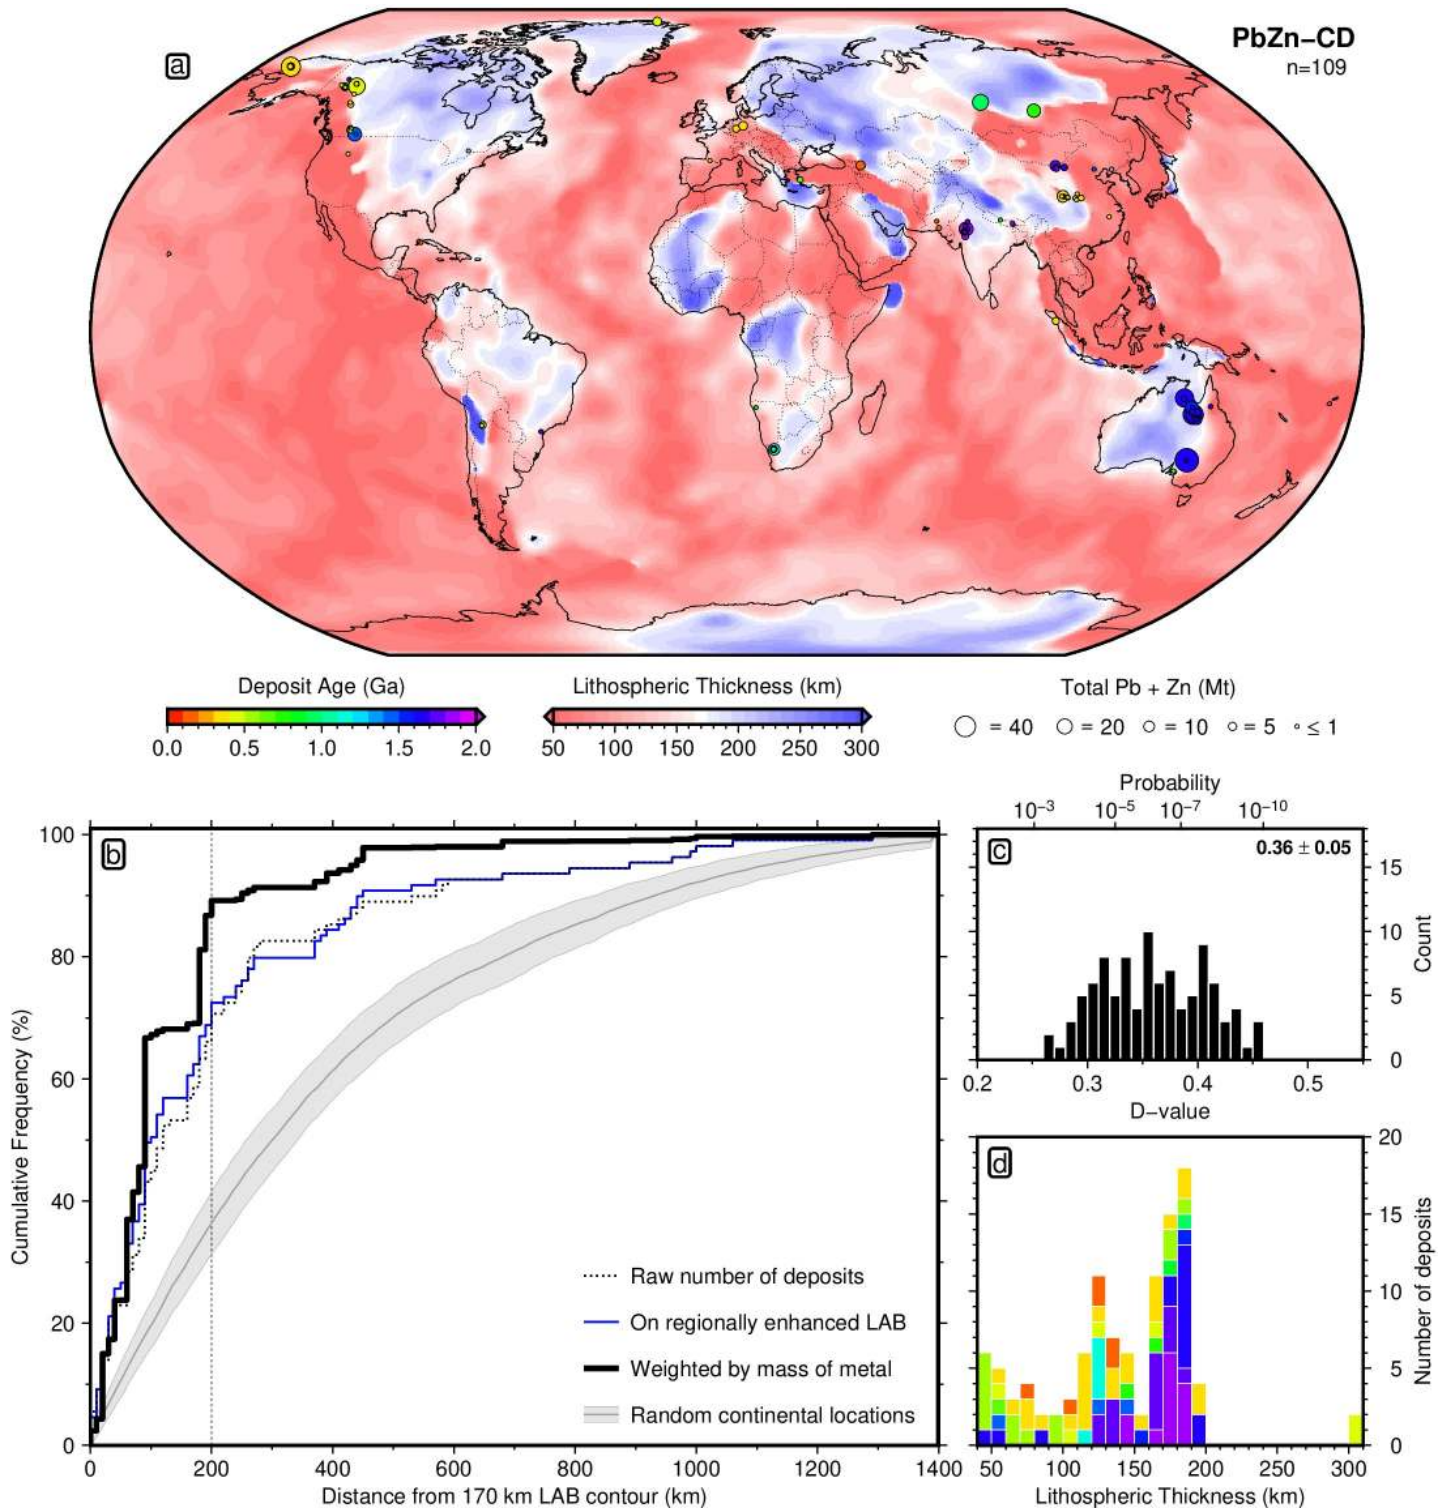 a
PbZn–CD
n=109
Deposit Age (Ga)
0.0 0.5 1.0 1.5 2.0
Lithospheric Thickness (km)
50 100 150 200 250 300
Total Pb + Zn (Mt)
= 40 = 20 = 10 = 5 ≤ 1
b
100
80
60
40
20
0
Cumulative Frequency (%)
Raw number of deposits
On regionally enhanced LAB
Weighted by mass of metal
Random continental locations
0 200 400 600 800 1000 1200 1400
Distance from 170 km LAB contour (km)
Probability
10−3 10−5 10−7 10−10
c
0.36 ± 0.05
15
10
5
0
Count
0.2 0.3 0.4 0.5
D−value
d
20
15
10
5
0
Number of deposits
50 100 150 200 250 300
Lithospheric Thickness (km)